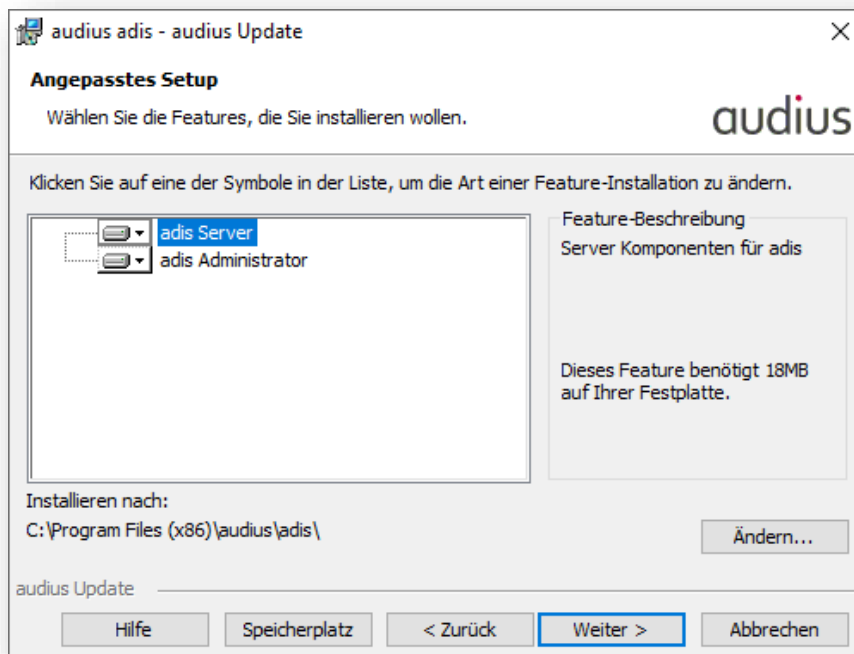 audius adis - audius Update
Angepasstes Setup
Wählen Sie die Features, die Sie installieren wollen.
audius
Klicken Sie auf eine der Symbole in der Liste, um die Art einer Feature-Installation zu ändern.
adis Server
adis Administrator
Feature-Beschreibung
Server Komponenten für adis
Dieses Feature benötigt 18MB
auf Ihrer Festplatte.
Installieren nach:
C:\Program Files (x86)\audius\adis\
Ändern...
audius Update
Hilfe
Speicherplatz
< Zurück
Weiter >
Abbrechen